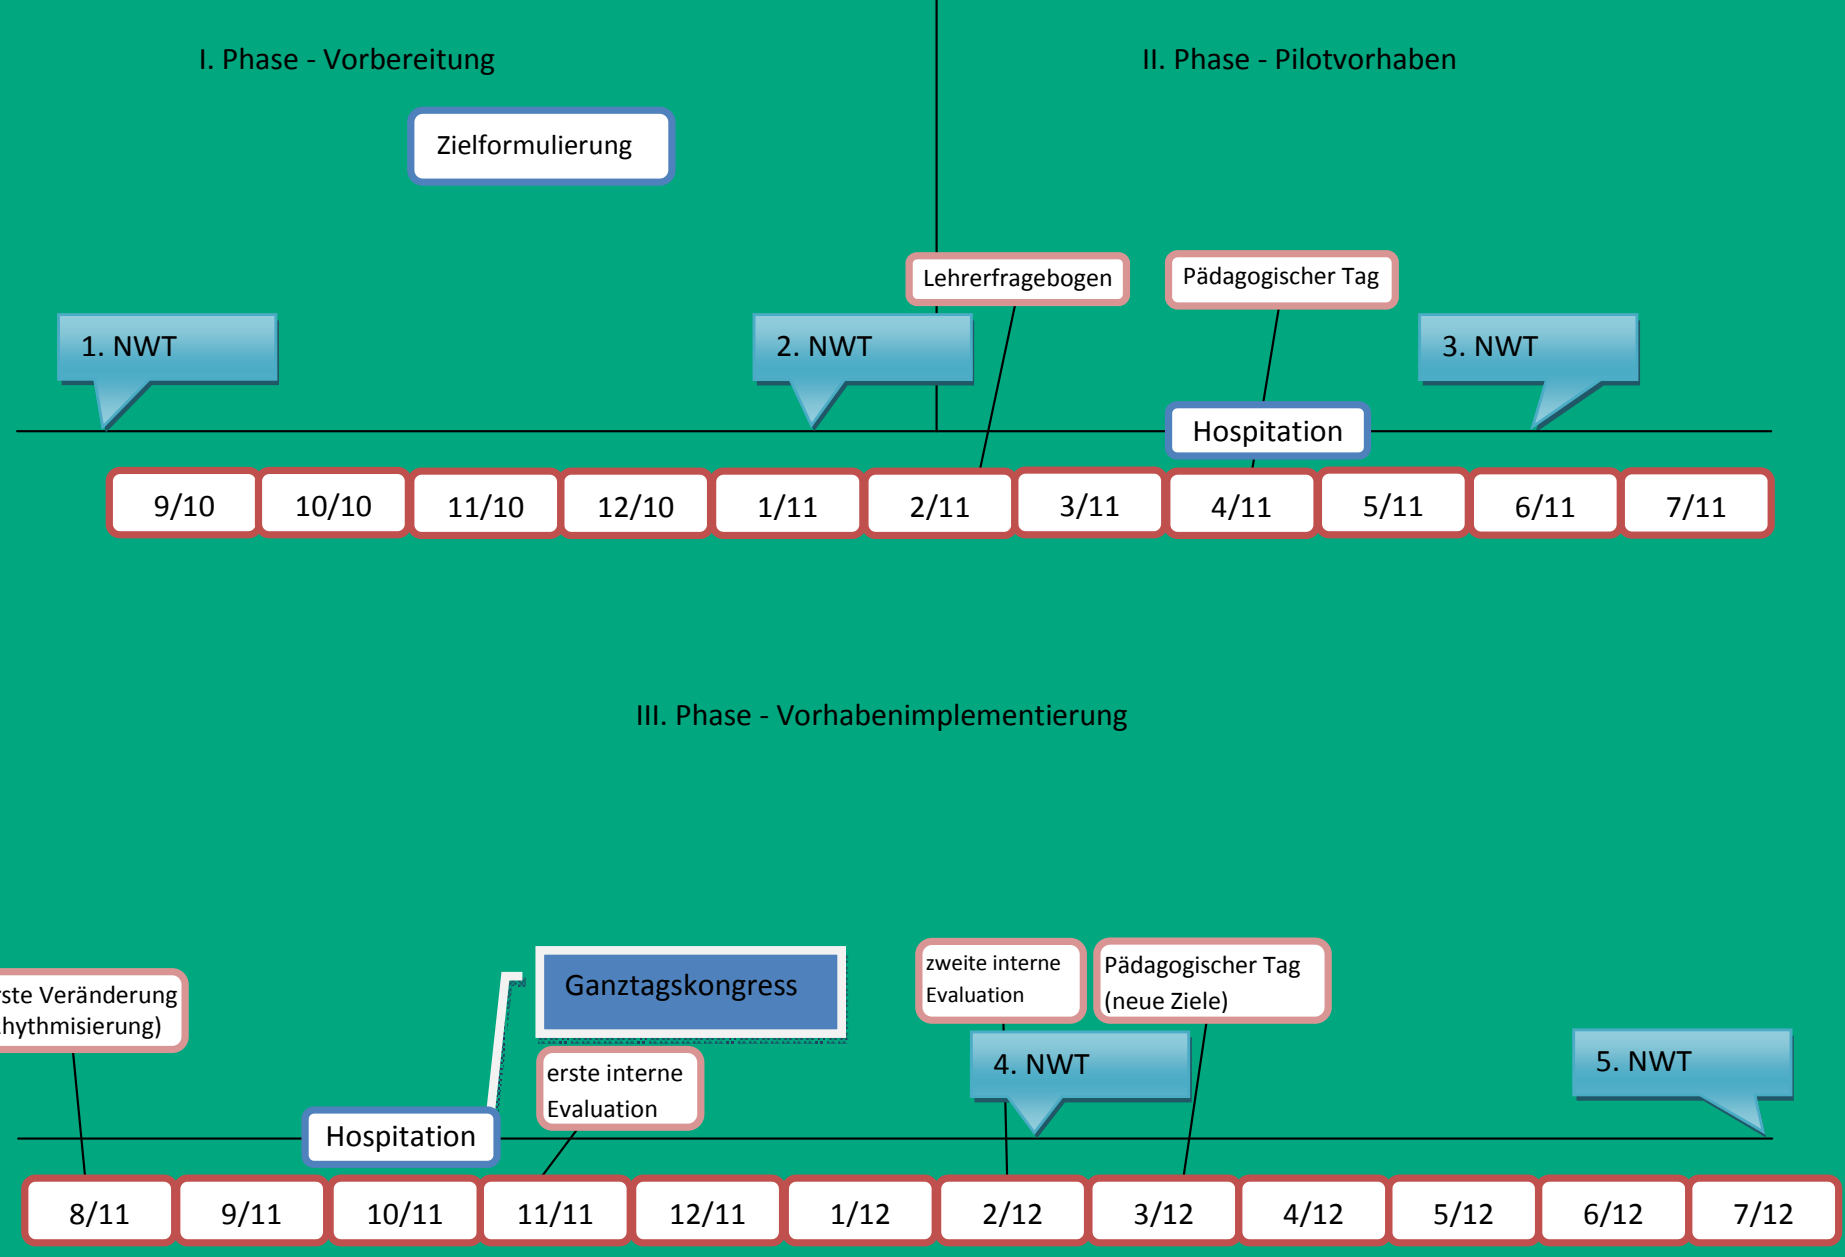 I. Phase - Vorbereitung
II. Phase - Pilotvorhaben
Zielformulierung
Lehrerfragebogen
Pädagogischer Tag
1. NWT
2. NWT
3. NWT
Hospitation
9/10
10/10
11/10
12/10
1/11
2/11
3/11
4/11
5/11
6/11
7/11
III. Phase - Vorhabenimplementierung
rste Veränderung
hythmisierung)
Ganztagskongress
zweite interne
Evaluation
Pädagogischer Tag
(neue Ziele)
erste interne
Evaluation
4. NWT
5. NWT
Hospitation
8/11
9/11
10/11
11/11
12/11
1/12
2/12
3/12
4/12
5/12
6/12
7/12